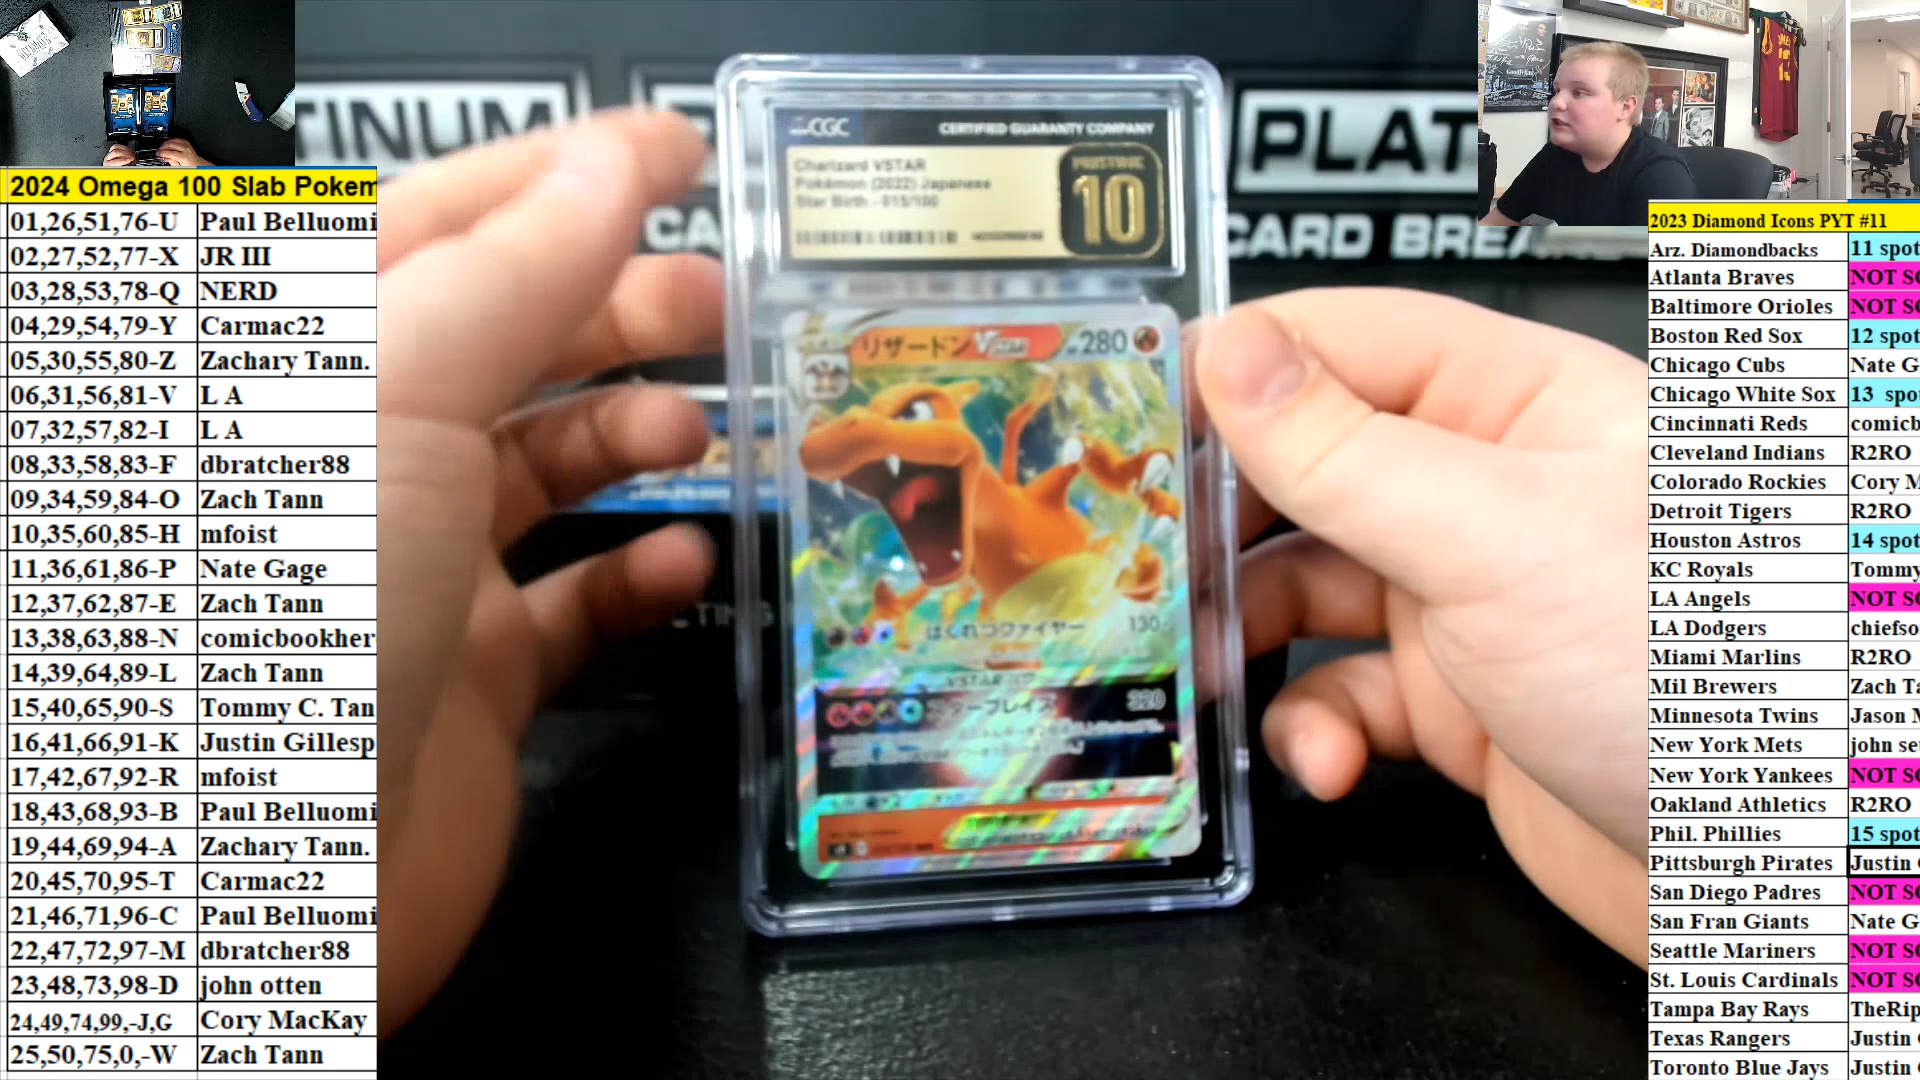 2024 Omega 100 Slab Pokem
01,26,51,76-U Paul Belluomi
02,27,52,77-X JR III
03,28,53,78-Q NERD
04,29,54,79-Y Carmac22
05,30,55,80-Z Zachary Tann.
06,31,56,81-V L A
07,32,57,82-I L A
08,33,58,83-F dbratcher88
09,34,59,84-O Zach Tann
10,35,60,85-H mfoist
11,36,61,86-P Nate Gage
12,37,62,87-E Zach Tann
13,38,63,88-N comicbookher
14,39,64,89-L Zach Tann
15,40,65,90-S Tommy C. Tan
16,41,66,91-K Justin Gillesp
17,42,67,92-R mfoist
18,43,68,93-B Paul Belluomi
19,44,69,94-A Zachary Tann.
20,45,70,95-T Carmac22
21,46,71,96-C Paul Belluomi
22,47,72,97-M dbratcher88
23,48,73,98-D john otten
24,49,74,99,-J,G Cory MacKay
25,50,75,0,-W Zach Tann
TINUM
PLAT
CA
CARD BREA
CGC CERTIFIED GUARANTY COMPANY
Charizard VSTAR
Pokémon (2022) Japanese
Star Birth - 015/100
PRISTINE
10
リザードン VSTAR 280
はくれつファイヤー 130
スターブレイズ 320
2023 Diamond Icons PYT #11
Arz. Diamondbacks 11 spot
Atlanta Braves NOT SO
Baltimore Orioles NOT SO
Boston Red Sox 12 spot
Chicago Cubs Nate G
Chicago White Sox 13 spo
Cincinnati Reds comicb
Cleveland Indians R2RO
Colorado Rockies Cory M
Detroit Tigers R2RO
Houston Astros 14 spot
KC Royals Tommy
LA Angels NOT SO
LA Dodgers chiefso
Miami Marlins R2RO
Mil Brewers Zach Ta
Minnesota Twins Jason M
New York Mets john se
New York Yankees NOT SO
Oakland Athletics R2RO
Phil. Phillies 15 spot
Pittsburgh Pirates Justin
San Diego Padres NOT SO
San Fran Giants Nate G
Seattle Mariners NOT SO
St. Louis Cardinals NOT SO
Tampa Bay Rays TheRip
Texas Rangers Justin
Toronto Blue Jays Justin